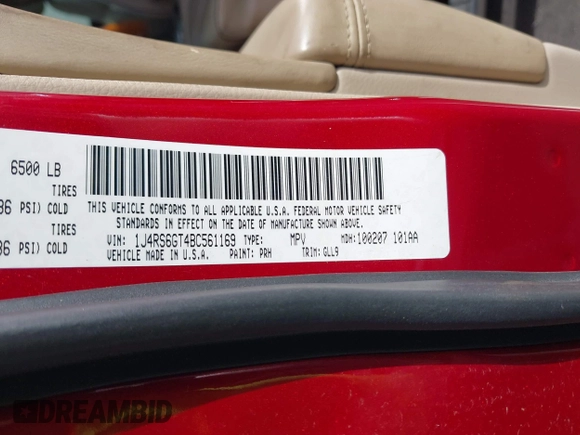 6500 LB
TIRES
36 PSI) COLD
TIRES
36 PSI) COLD
THIS VEHICLE CONFORMS TO ALL APPLICABLE U.S.A. FEDERAL MOTOR VEHICLE SAFETY
STANDARDS IN EFFECT ON THE DATE OF MANUFACTURE SHOWN ABOVE.
VIN: 1J4RS6GT4BC561169 TYPE: MPV MDH: 100207 101AA
VEHICLE MADE IN U.S.A. PAINT: PRH TRIM: GLL9
DREAMBID